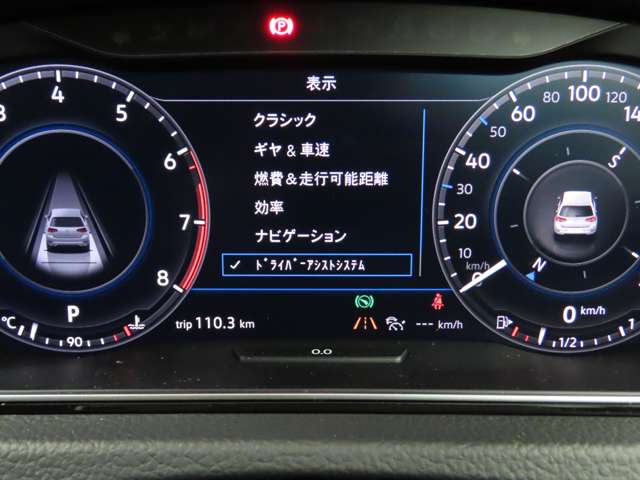 P
表示
クラシック
ギヤ & 車速
燃費&走行可能距離
効率
ナビゲーション
✓ ﾄﾞﾗｲﾊﾞｰｱｼｽﾄｼｽﾃﾑ
3 4 5 6 7 8
P
°C 90
trip 110.3 km
--- km/h
0.0
0 20 40 60 80 100 120 14
10 30 50
km/h
S
N
0 km/h
1/2 1